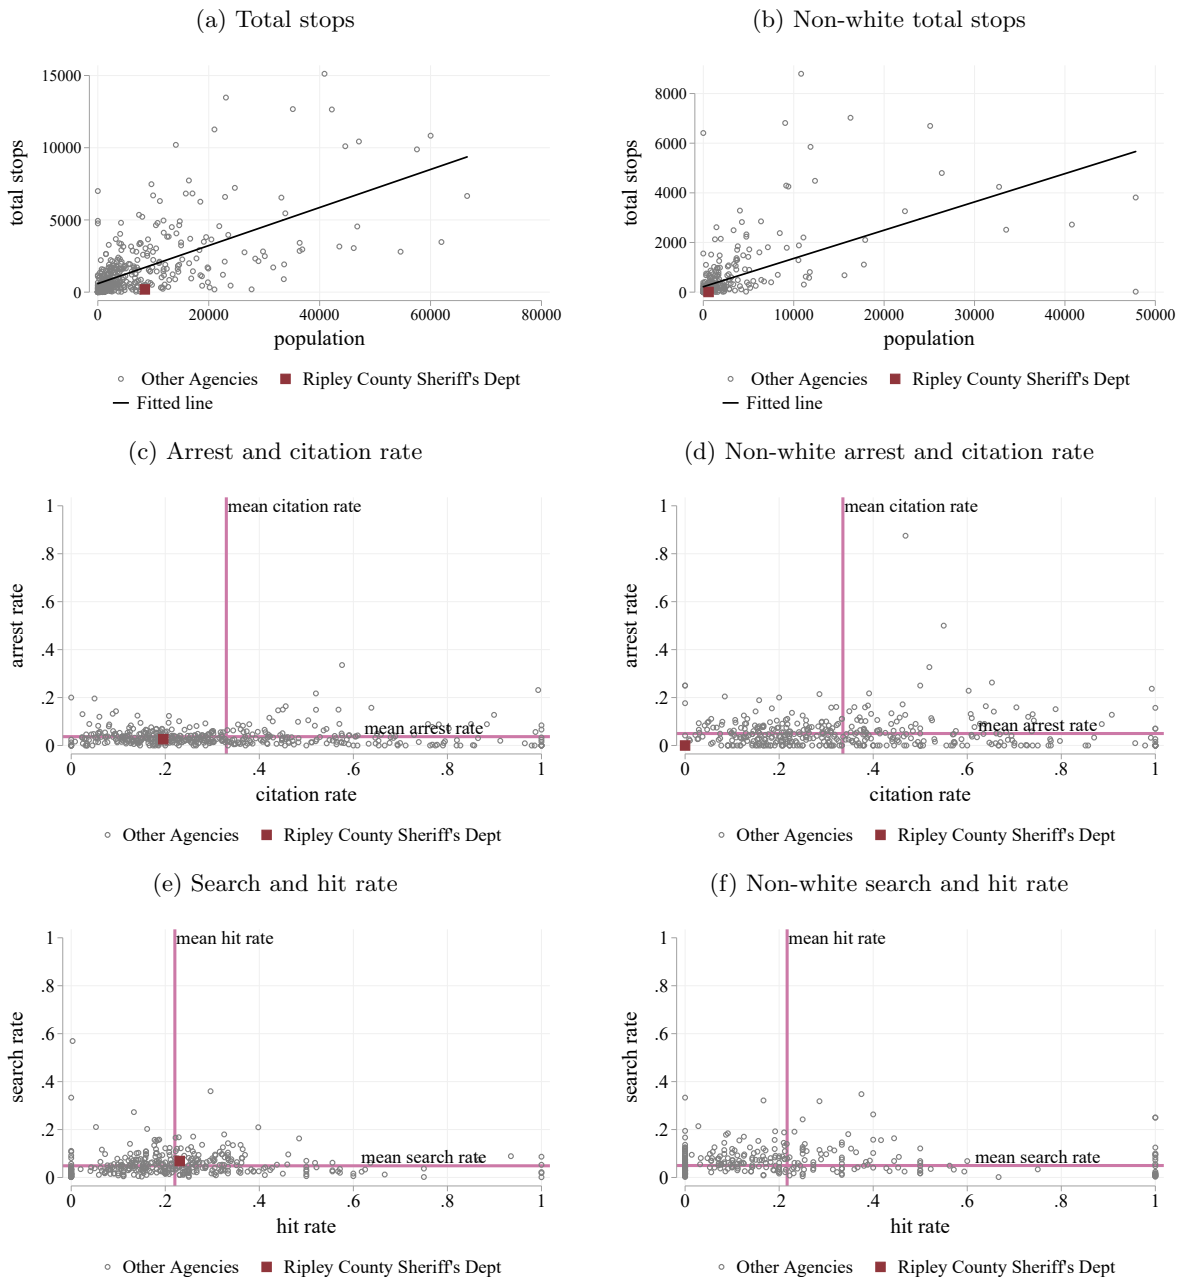 (a) Total stops
(b) Non-white total stops
15000
10000
5000
0
total stops
0 20000 40000 60000 80000
population
8000
6000
4000
2000
0
total stops
0 10000 20000 30000 40000 50000
population
Other Agencies Ripley County Sheriff's Dept
Fitted line
Other Agencies Ripley County Sheriff's Dept
Fitted line
(c) Arrest and citation rate
(d) Non-white arrest and citation rate
1
.8
.6
.4
.2
0
arrest rate
mean citation rate
mean arrest rate
0 .2 .4 .6 .8 1
citation rate
1
.8
.6
.4
.2
0
arrest rate
mean citation rate
mean arrest rate
0 .2 .4 .6 .8 1
citation rate
Other Agencies Ripley County Sheriff's Dept
Other Agencies Ripley County Sheriff's Dept
(e) Search and hit rate
(f) Non-white search and hit rate
1
.8
.6
.4
.2
0
search rate
mean hit rate
mean search rate
0 .2 .4 .6 .8 1
hit rate
1
.8
.6
.4
.2
0
search rate
mean hit rate
mean search rate
0 .2 .4 .6 .8 1
hit rate
Other Agencies Ripley County Sheriff's Dept
Other Agencies Ripley County Sheriff's Dept